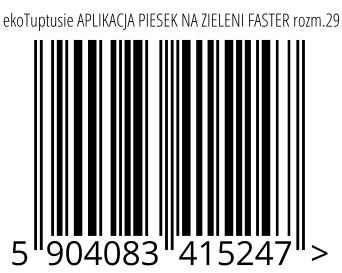 ekoTuptusie APLIKACJA PIESEK NA ZIELENI FASTER rozm.29
5 904083 415247 >